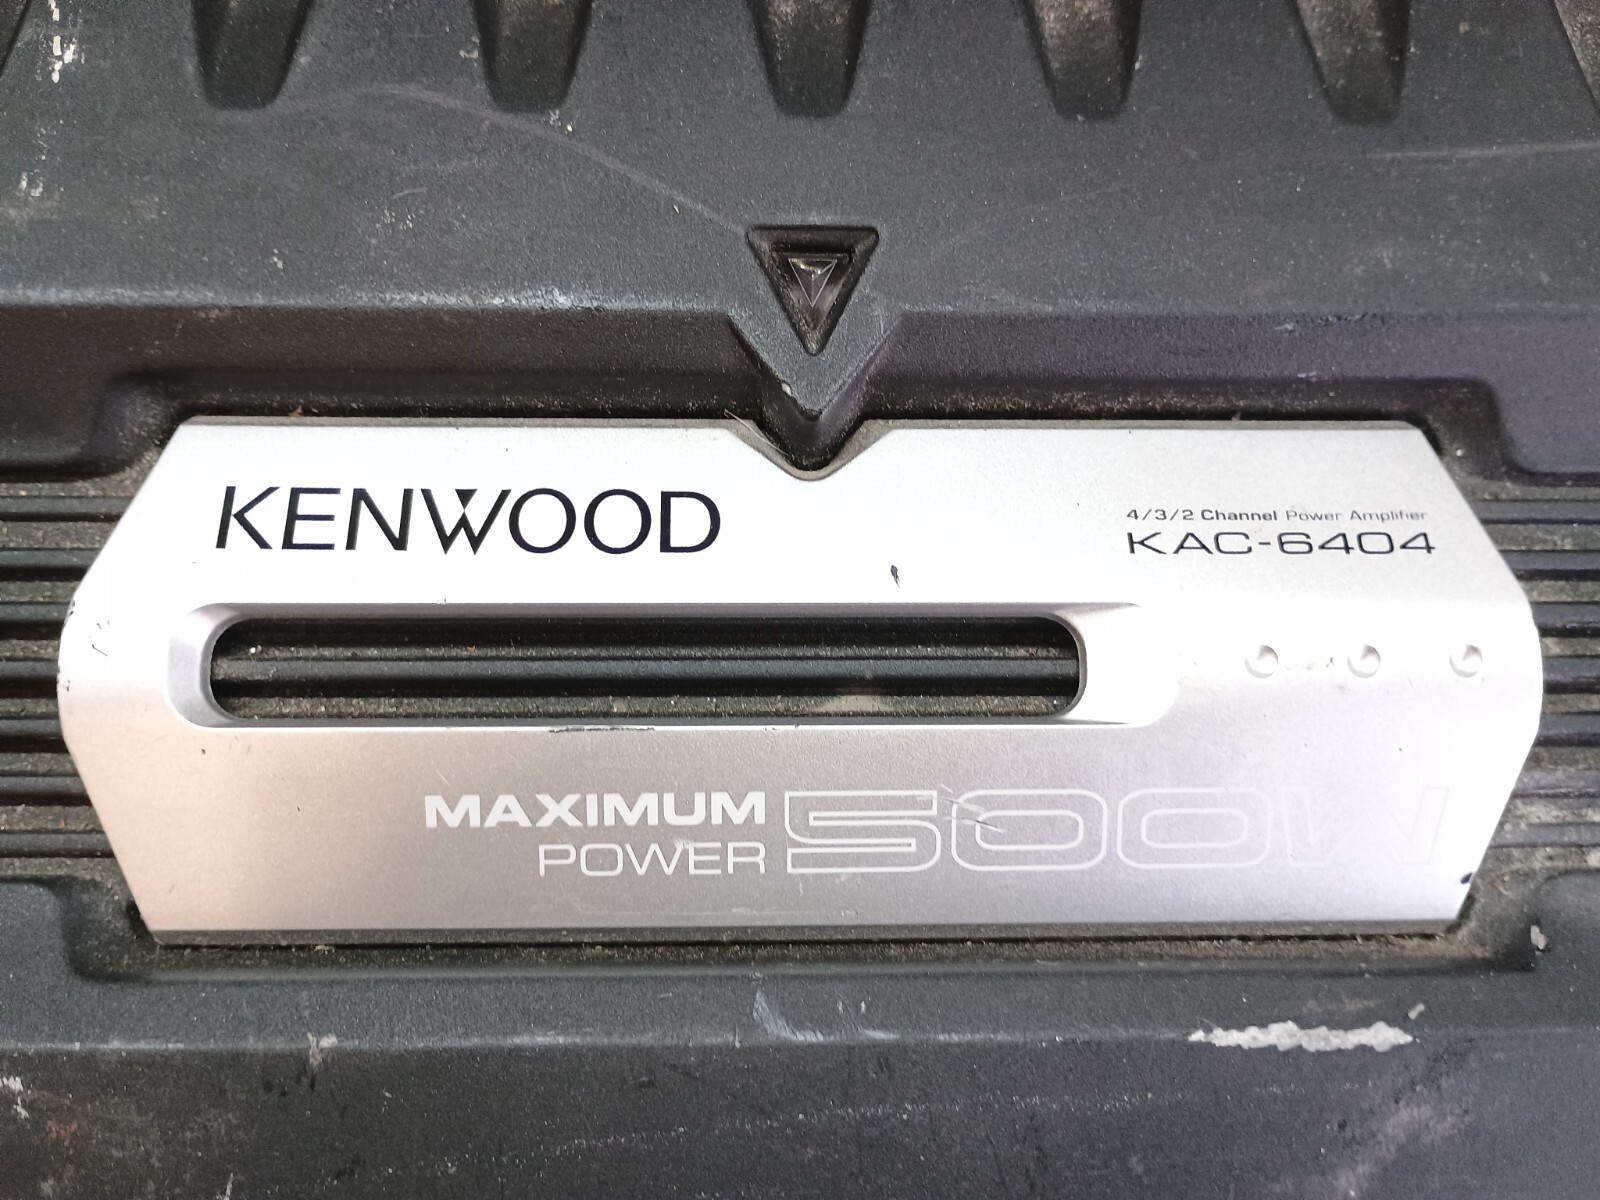 KENWOOD
4/3/2 Channel Power Amplifier
KAC-6404
MAXIMUM
POWER 500W